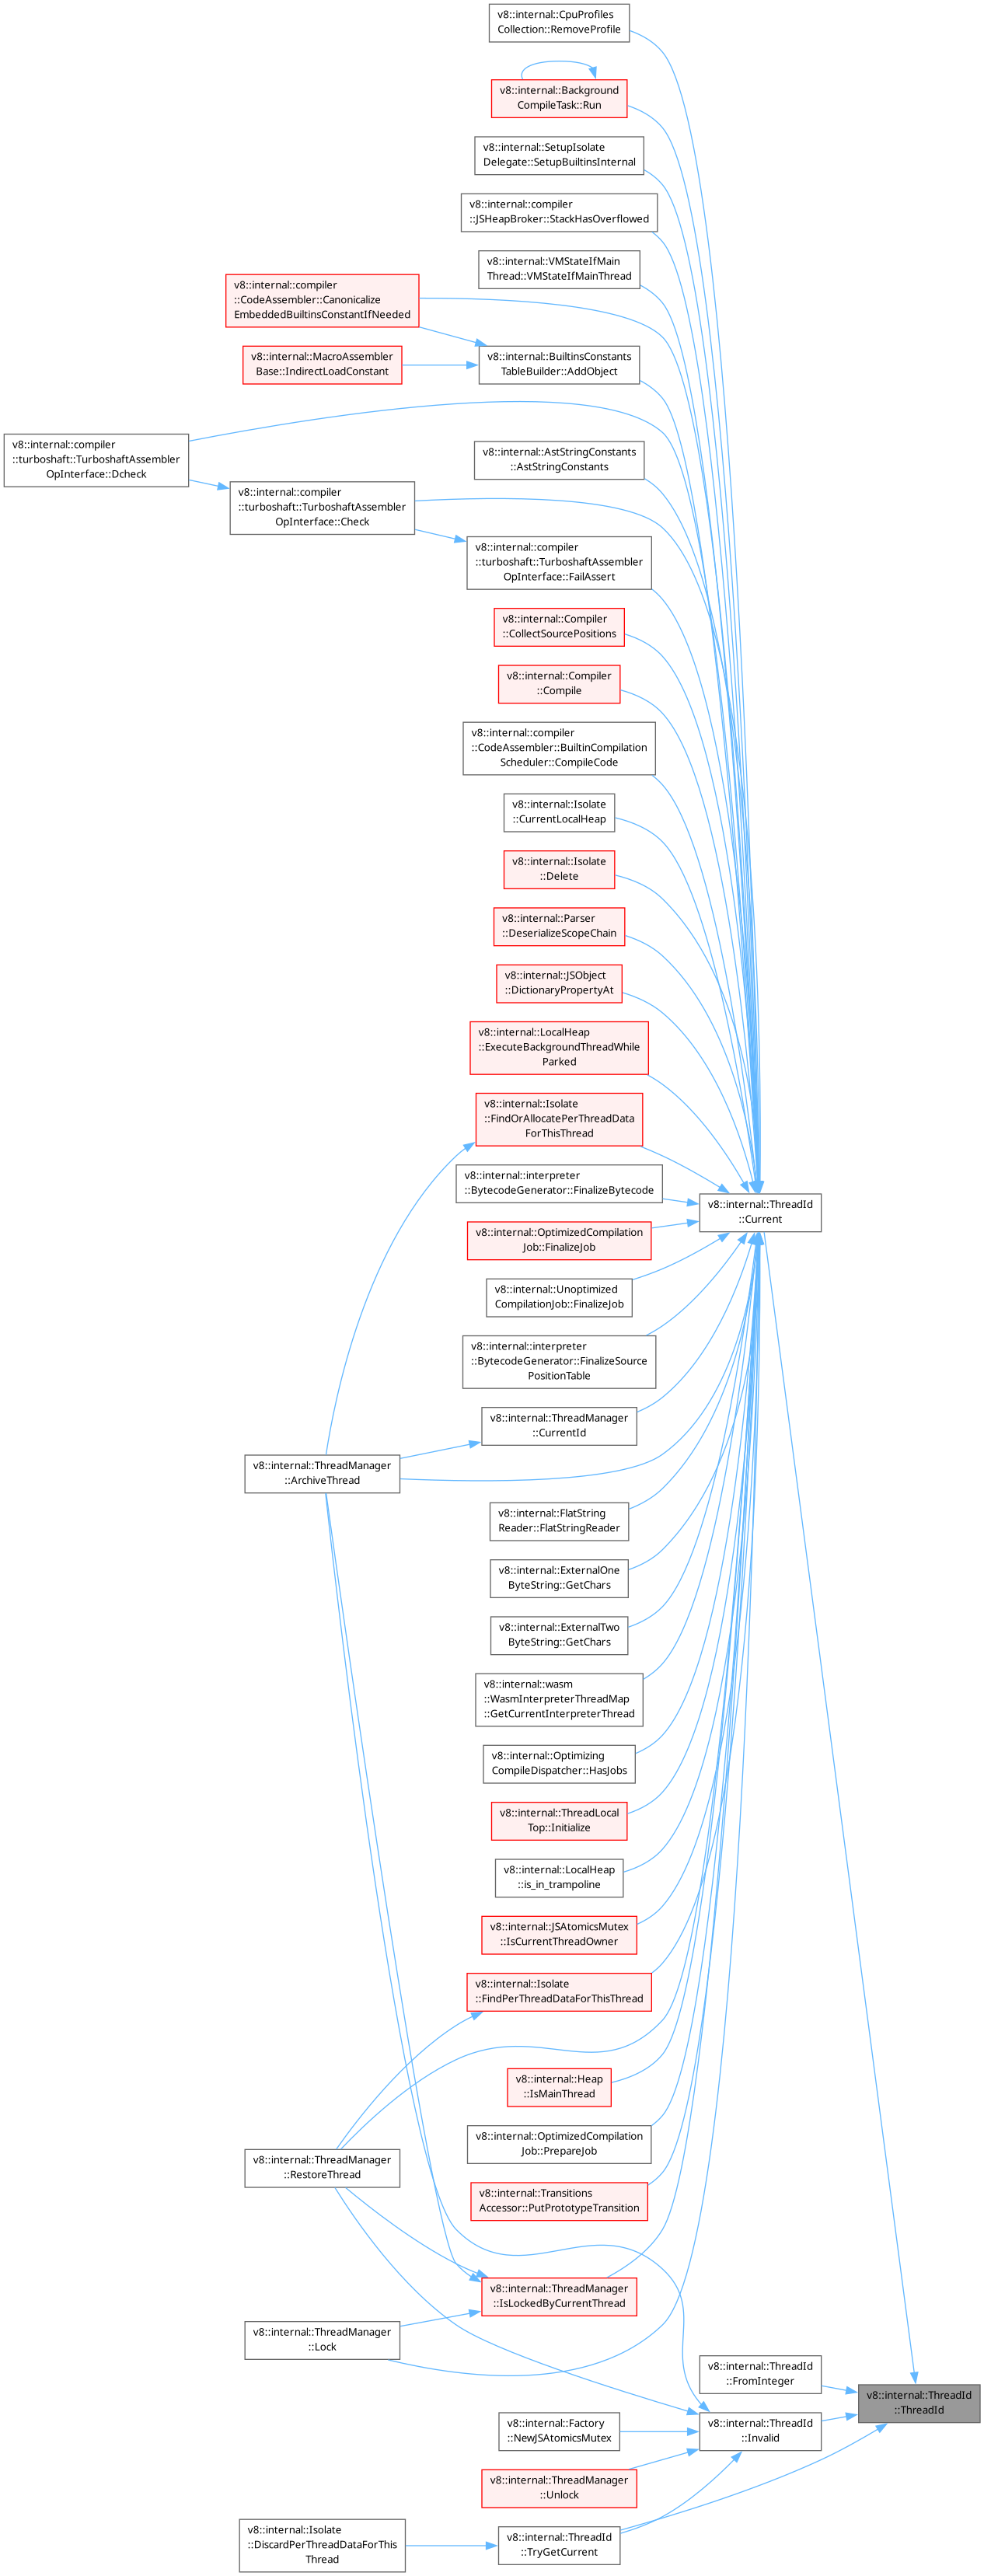 v8::internal::CpuProfiles
Collection::RemoveProfile
v8::internal::Background
CompileTask::Run
v8::internal::SetupIsolate
Delegate::SetupBuiltinsInternal
v8::internal::compiler
::JSHeapBroker::StackHasOverflowed
v8::internal::VMStateIfMain
Thread::VMStateIfMainThread
v8::internal::compiler
::CodeAssembler::Canonicalize
EmbeddedBuiltinsConstantIfNeeded
v8::internal::MacroAssembler
Base::IndirectLoadConstant
v8::internal::BuiltinsConstants
TableBuilder::AddObject
v8::internal::compiler
::turboshaft::TurboshaftAssembler
OpInterface::Dcheck
v8::internal::AstStringConstants
::AstStringConstants
v8::internal::compiler
::turboshaft::TurboshaftAssembler
OpInterface::Check
v8::internal::compiler
::turboshaft::TurboshaftAssembler
OpInterface::FailAssert
v8::internal::Compiler
::CollectSourcePositions
v8::internal::Compiler
::Compile
v8::internal::compiler
::CodeAssembler::BuiltinCompilation
Scheduler::CompileCode
v8::internal::Isolate
::CurrentLocalHeap
v8::internal::Isolate
::Delete
v8::internal::Parser
::DeserializeScopeChain
v8::internal::JSObject
::DictionaryPropertyAt
v8::internal::LocalHeap
::ExecuteBackgroundThreadWhile
Parked
v8::internal::Isolate
::FindOrAllocatePerThreadData
ForThisThread
v8::internal::interpreter
::BytecodeGenerator::FinalizeBytecode
v8::internal::ThreadId
::Current
v8::internal::OptimizedCompilation
Job::FinalizeJob
v8::internal::Unoptimized
CompilationJob::FinalizeJob
v8::internal::interpreter
::BytecodeGenerator::FinalizeSource
PositionTable
v8::internal::ThreadManager
::CurrentId
v8::internal::ThreadManager
::ArchiveThread
v8::internal::FlatString
Reader::FlatStringReader
v8::internal::ExternalOne
ByteString::GetChars
v8::internal::ExternalTwo
ByteString::GetChars
v8::internal::wasm
::WasmInterpreterThreadMap
::GetCurrentInterpreterThread
v8::internal::Optimizing
CompileDispatcher::HasJobs
v8::internal::ThreadLocal
Top::Initialize
v8::internal::LocalHeap
::is_in_trampoline
v8::internal::JSAtomicsMutex
::IsCurrentThreadOwner
v8::internal::Isolate
::FindPerThreadDataForThisThread
v8::internal::Heap
::IsMainThread
v8::internal::OptimizedCompilation
Job::PrepareJob
v8::internal::ThreadManager
::RestoreThread
v8::internal::Transitions
Accessor::PutPrototypeTransition
v8::internal::ThreadManager
::IsLockedByCurrentThread
v8::internal::ThreadManager
::Lock
v8::internal::ThreadId
::FromInteger
v8::internal::ThreadId
::ThreadId
v8::internal::Factory
::NewJSAtomicsMutex
v8::internal::ThreadId
::Invalid
v8::internal::ThreadManager
::Unlock
v8::internal::Isolate
::DiscardPerThreadDataForThis
Thread
v8::internal::ThreadId
::TryGetCurrent